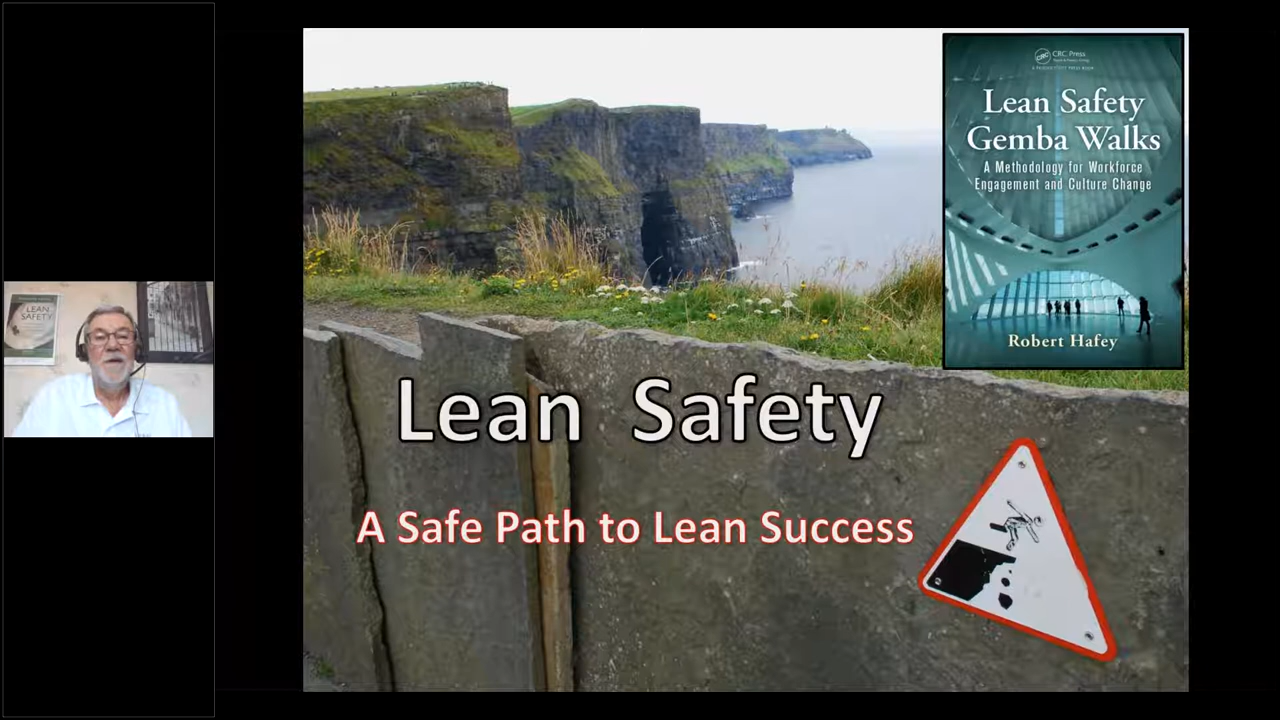 LEAN
SAFETY
CRC Press
Lean Safety
Gemba Walks
A Methodology for Workforce
Engagement and Culture Change
Robert Hafey
Lean Safety
A Safe Path to Lean Success